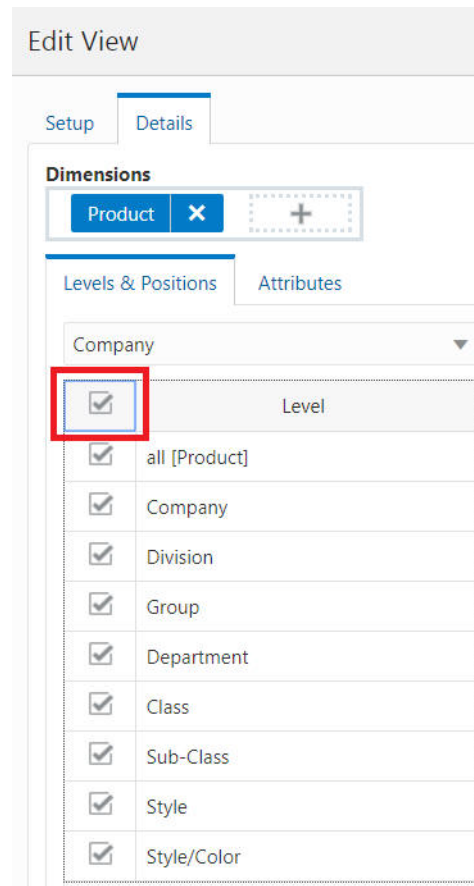 Edit View
Setup Details
Dimensions
Product
Levels & Positions Attributes
Company
Level
all [Product]
Company
Division
Group
Department
Class
Sub-Class
Style
Style/Color